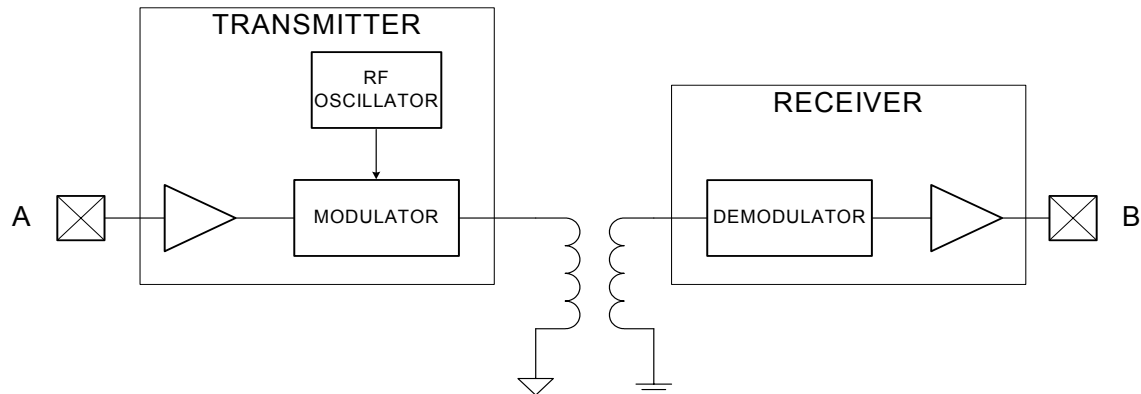 TRANSMITTER
RF
OSCILLATOR
RECEIVER
A
MODULATOR
DEMODULATOR
B